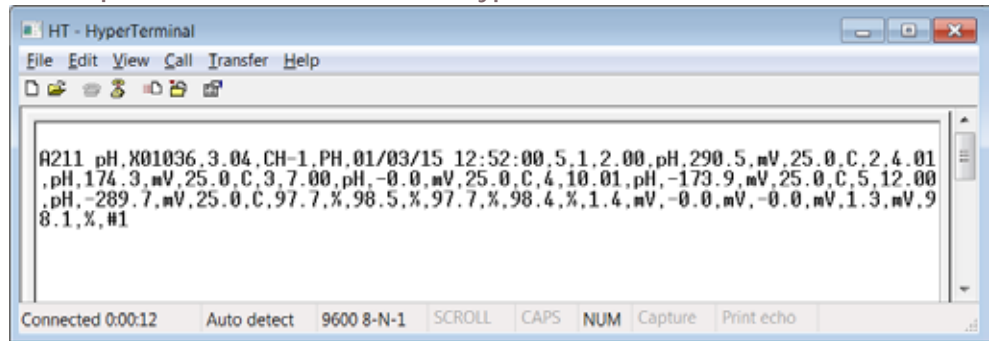 HT - HyperTerminal
File Edit View Call Transfer Help
A211 pH,X01036,3.04,CH-1,PH,01/03/15 12:52:00,5,1,2.00,pH,290.5,mV,25.0,C,2,4.01
,pH,174.3,mV,25.0,C,3,7.00,pH,-0.0,mV,25.0,C,4,10.01,pH,-173.9,mV,25.0,C,5,12.00
,pH,-289.7,mV,25.0,C,97.7,%,98.5,%,97.7,%,98.4,%,1.4,mV,-0.0,mV,-0.0,mV,1.3,mV,9
8.1,%,#1
Connected 0:00:12 Auto detect 9600 8-N-1 SCROLL CAPS NUM Capture Print echo